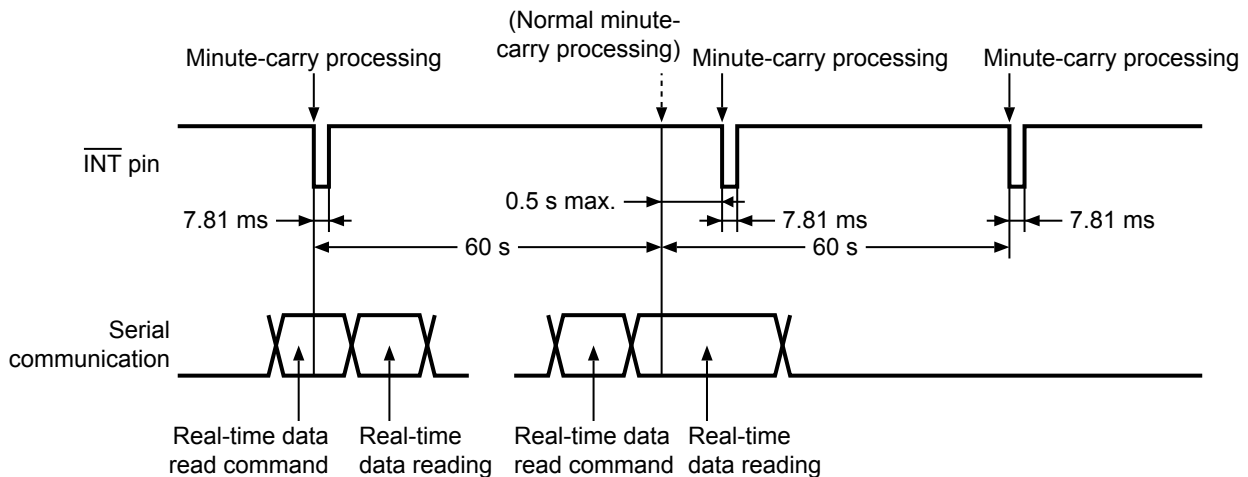 (Normal minute-
carry processing)
Minute-carry processing
Minute-carry processing
Minute-carry processing
INT pin
0.5 s max.
7.81 ms
7.81 ms
7.81 ms
60 s
60 s
Serial
communication
Real-time data
read command
Real-time
data reading
Real-time data
read command
Real-time
data reading